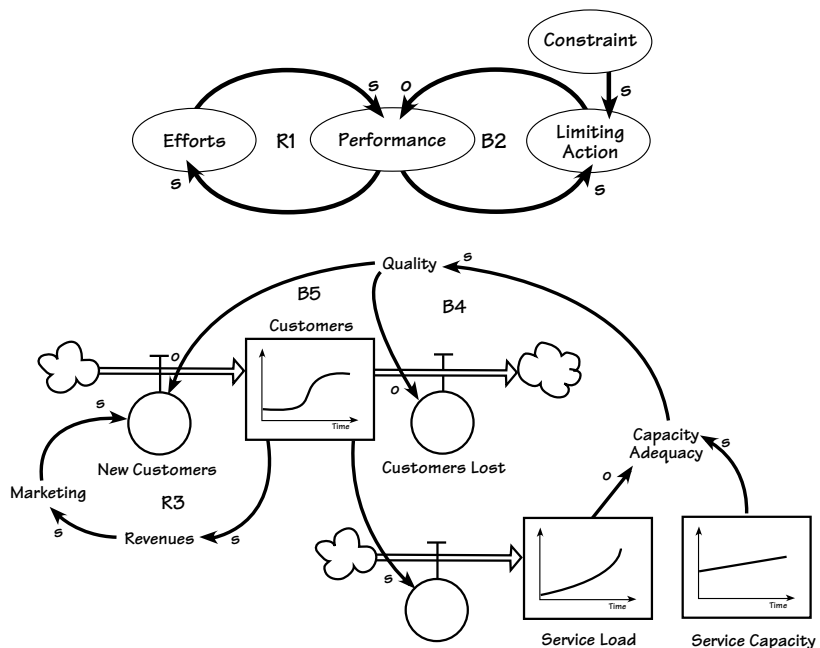 Constraint
s
s
o
Efforts
R1
Performance
B2
Limiting
Action
s
s
Quality
s
B5
B4
Customers
o
Time
s
o
New Customers
Customers Lost
Capacity
Adequacy
s
o
Marketing
R3
s
Revenues
s
s
Time
Time
Service Load
Service Capacity